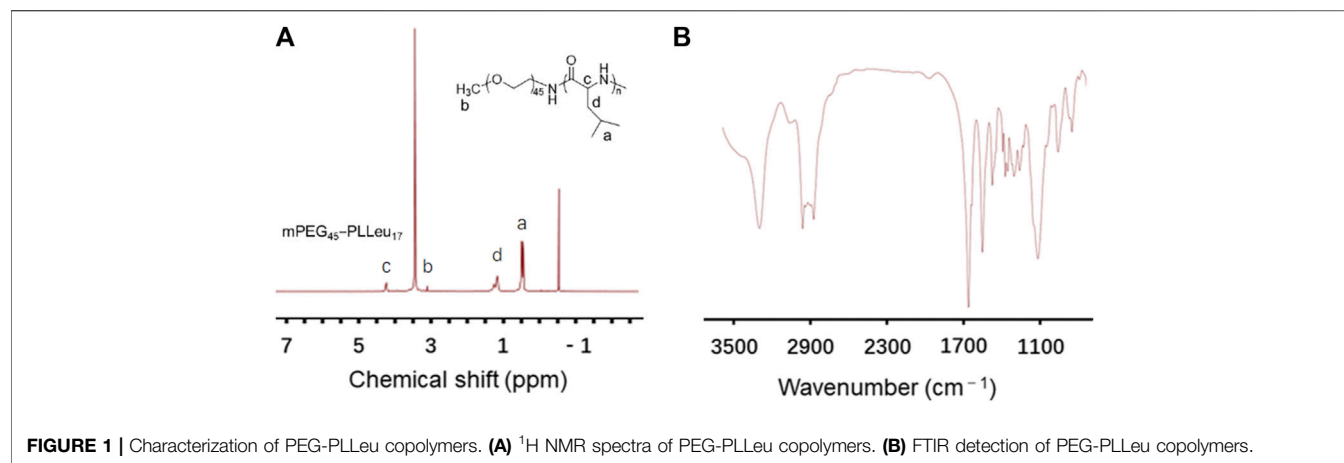 A
B
O
H
H₃C
O
45
N
H
c
N
n
b
d
a
mPEG₄₅–PLLeu₁₇
c
b
d
a
7 5 3 1 - 1
Chemical shift (ppm)
3500 2900 2300 1700 1100
Wavenumber (cm⁻¹)
FIGURE 1 | Characterization of PEG-PLLeu copolymers. (A) ¹H NMR spectra of PEG-PLLeu copolymers. (B) FTIR detection of PEG-PLLeu copolymers.